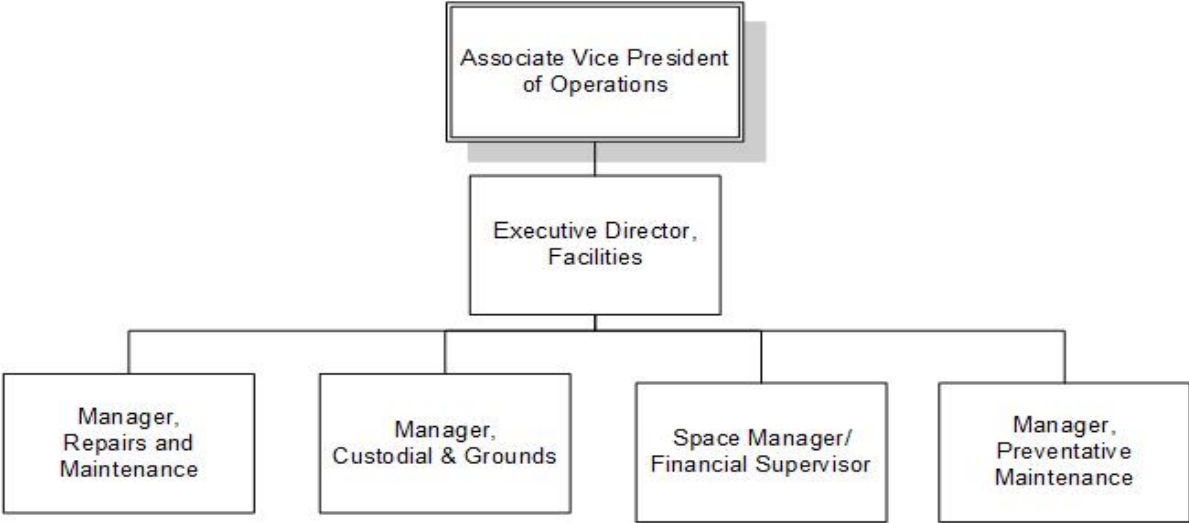 Associate Vice President
of Operations
Executive Director,
Facilities
Manager,
Repairs and
Maintenance
Manager,
Custodial & Grounds
Space Manager/
Financial Supervisor
Manager,
Preventative
Maintenance